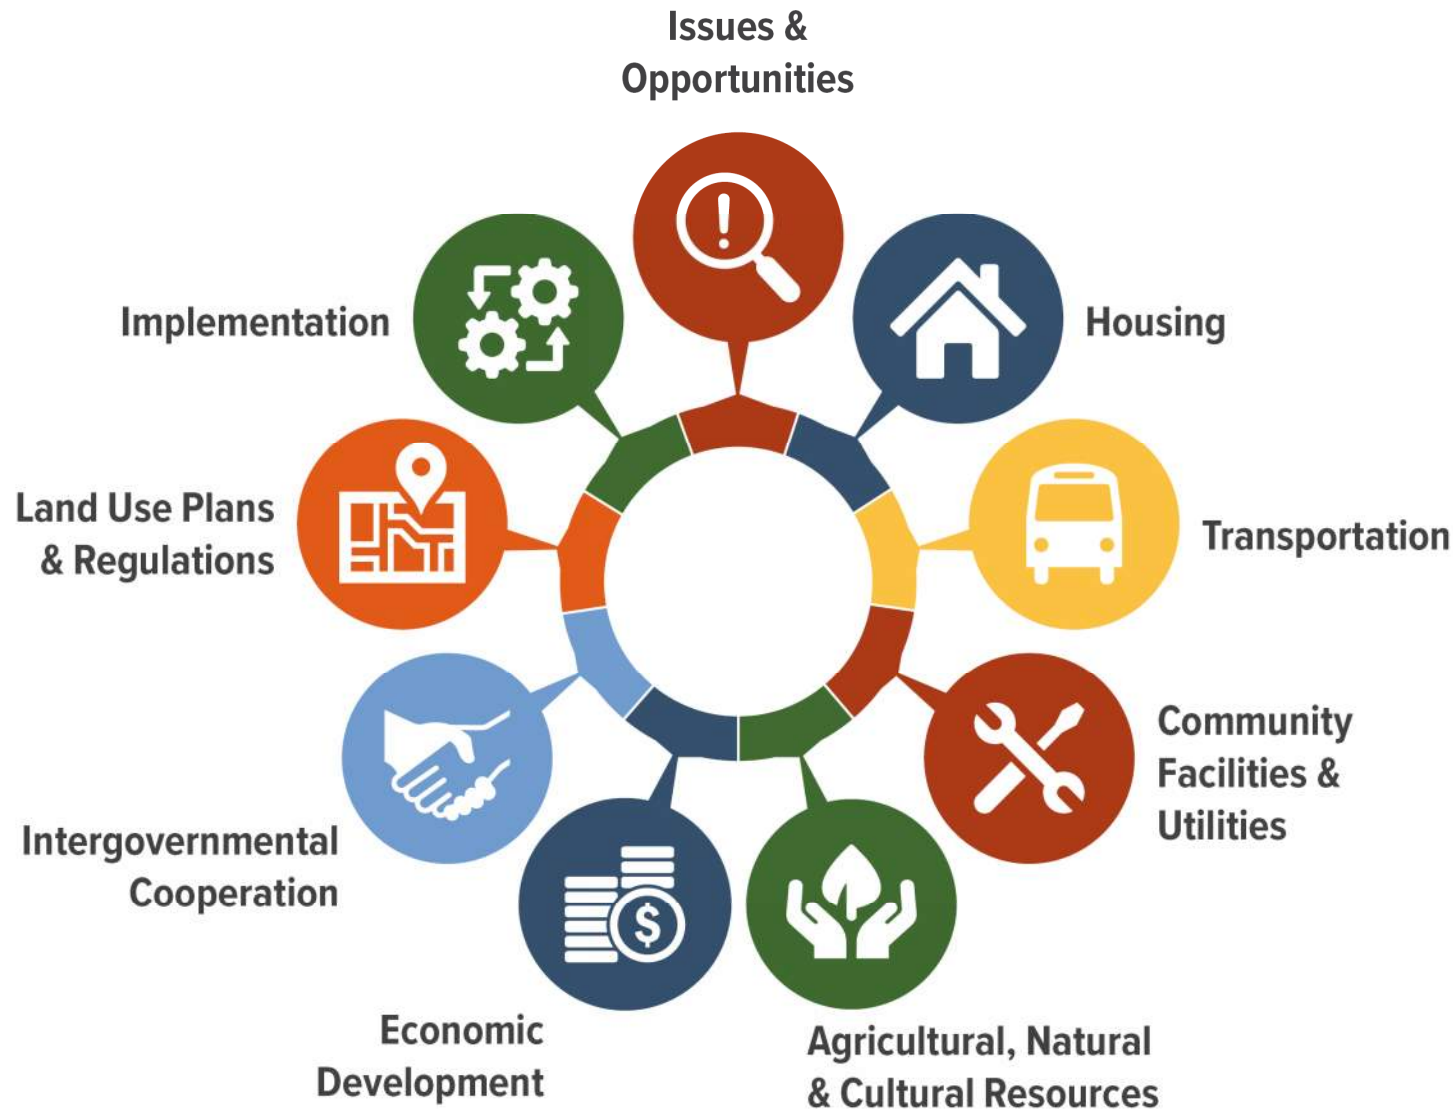 Issues &
Opportunities
Housing
Transportation
Community
Facilities &
Utilities
Agricultural, Natural
& Cultural Resources
Economic
Development
Intergovernmental
Cooperation
Land Use Plans
& Regulations
Implementation
$